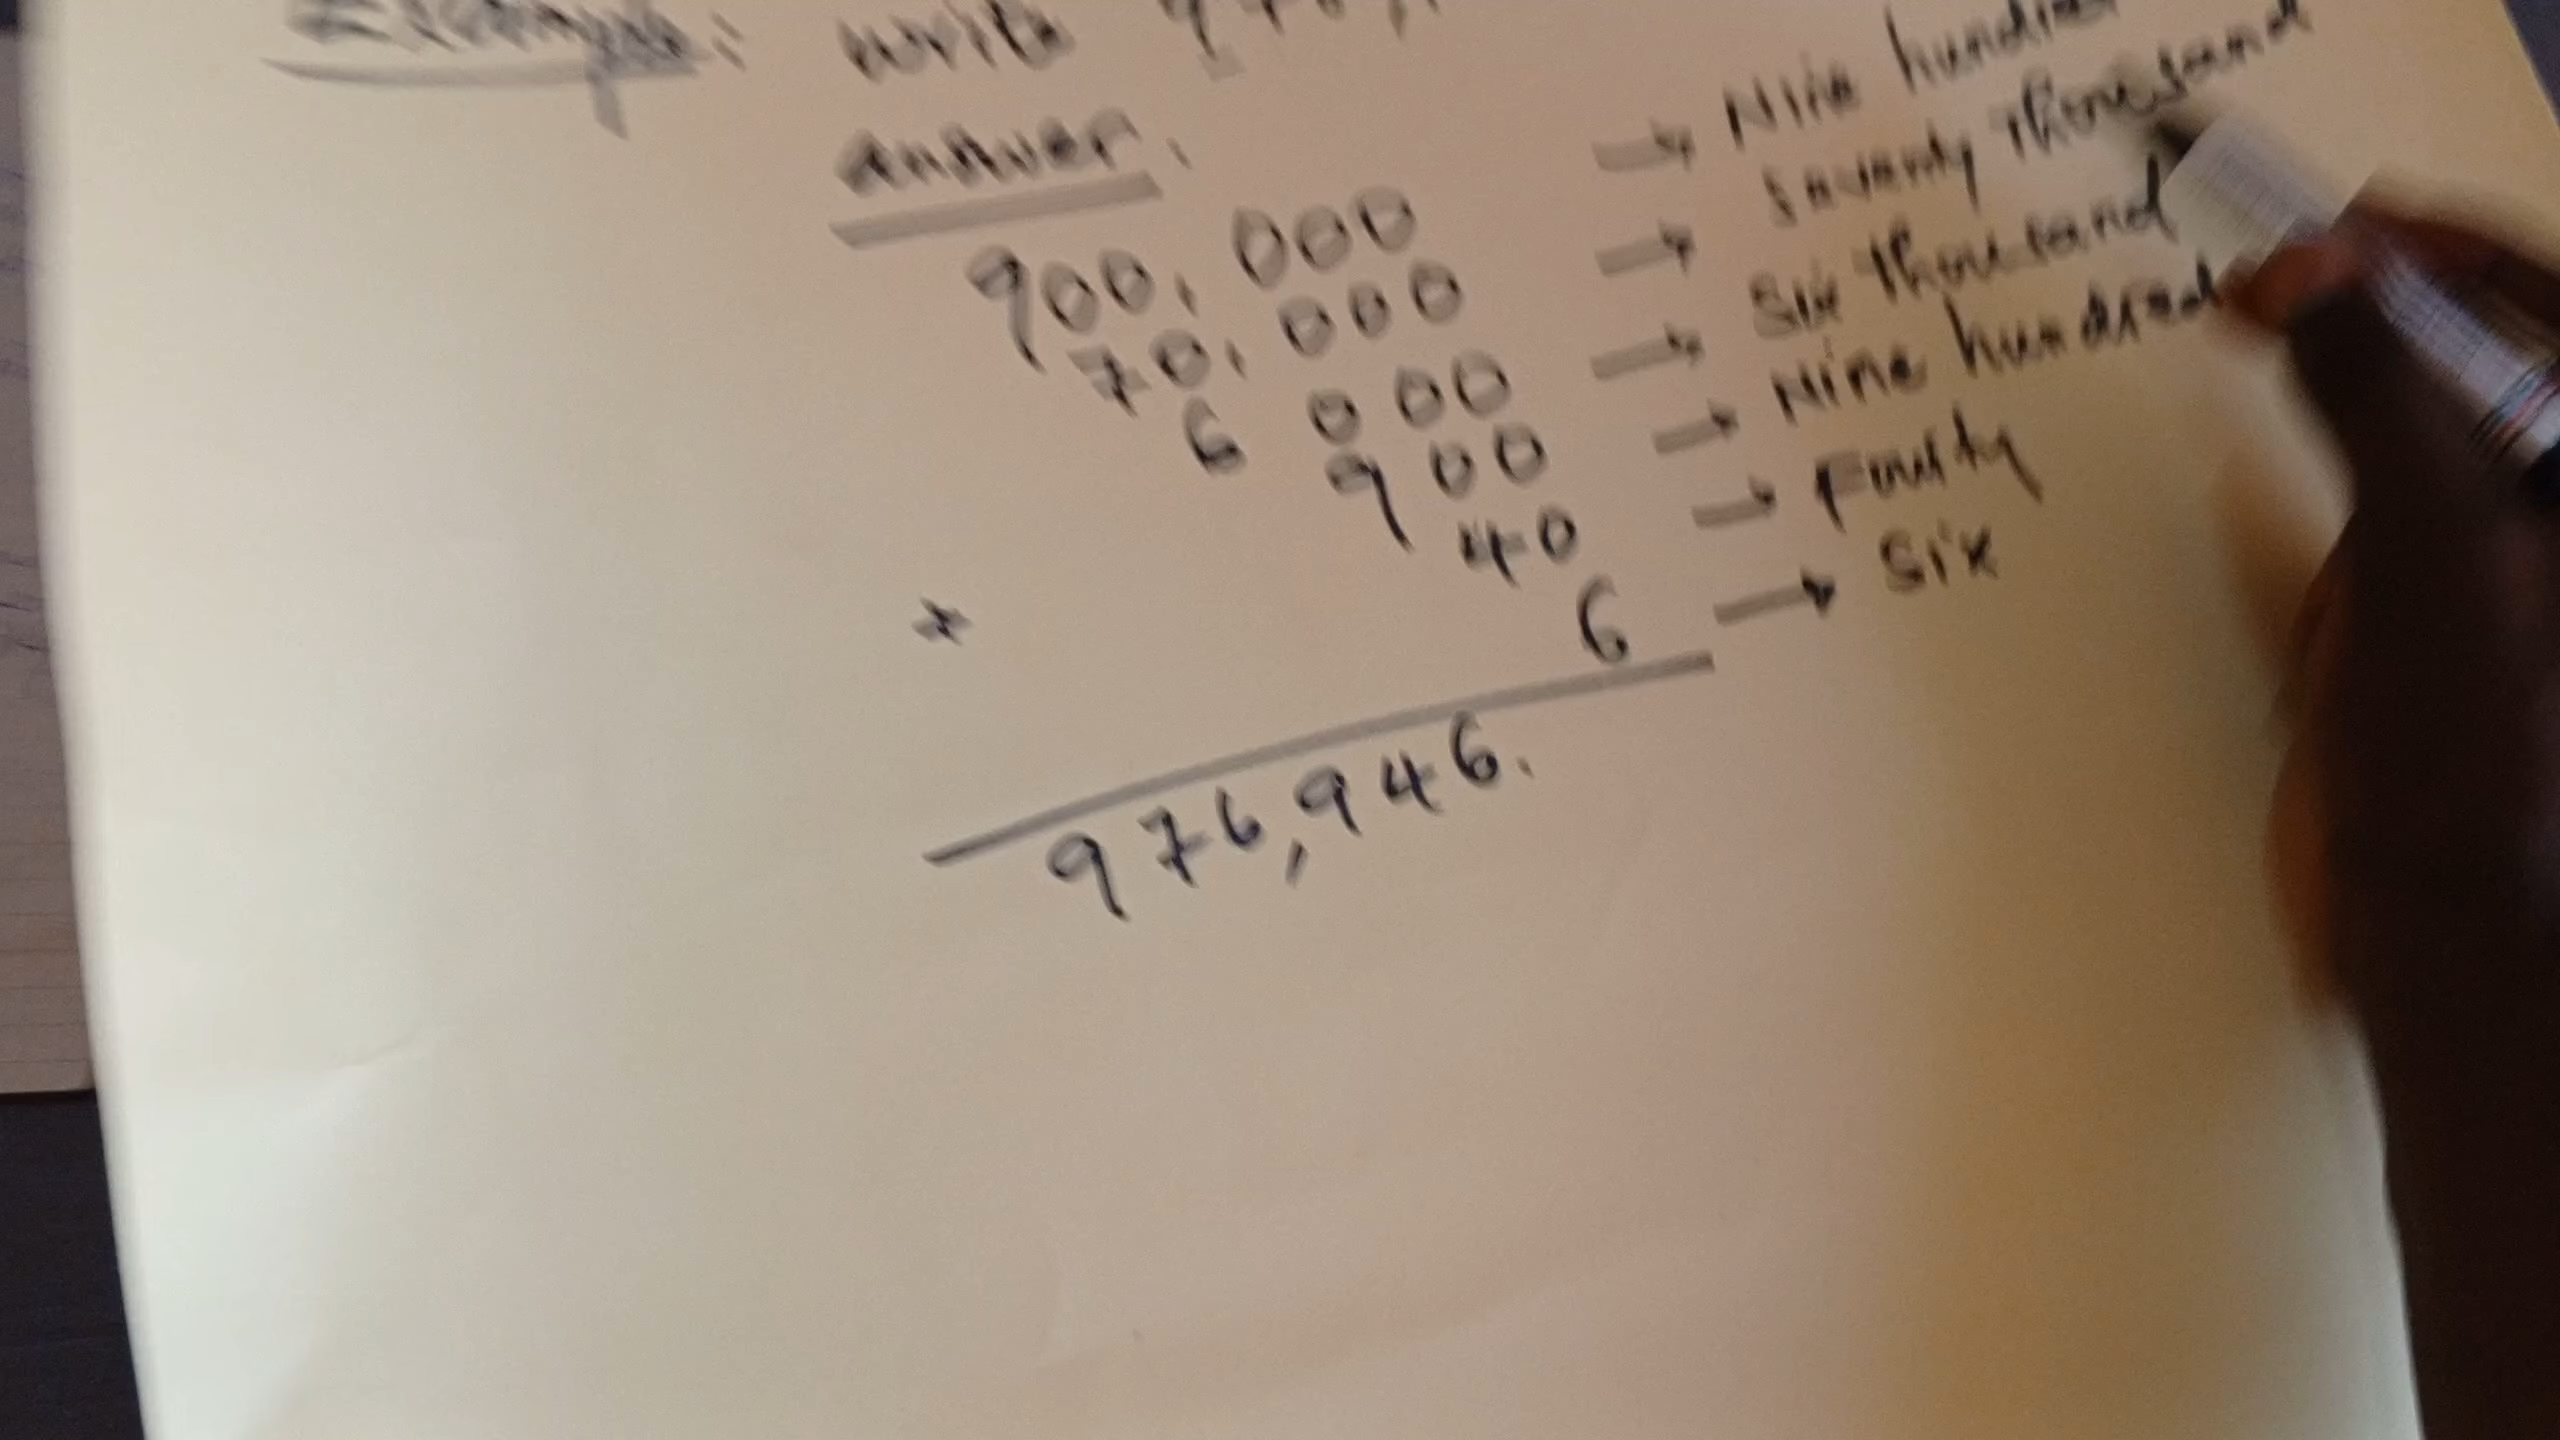 Example: write
answer.
900,000 → Nine hundred
70,000 → Seventy Thousand
6 000 → Six Thousand
900 → Nine hundred
40 → Fourty
+ 6 → Six
976,946.